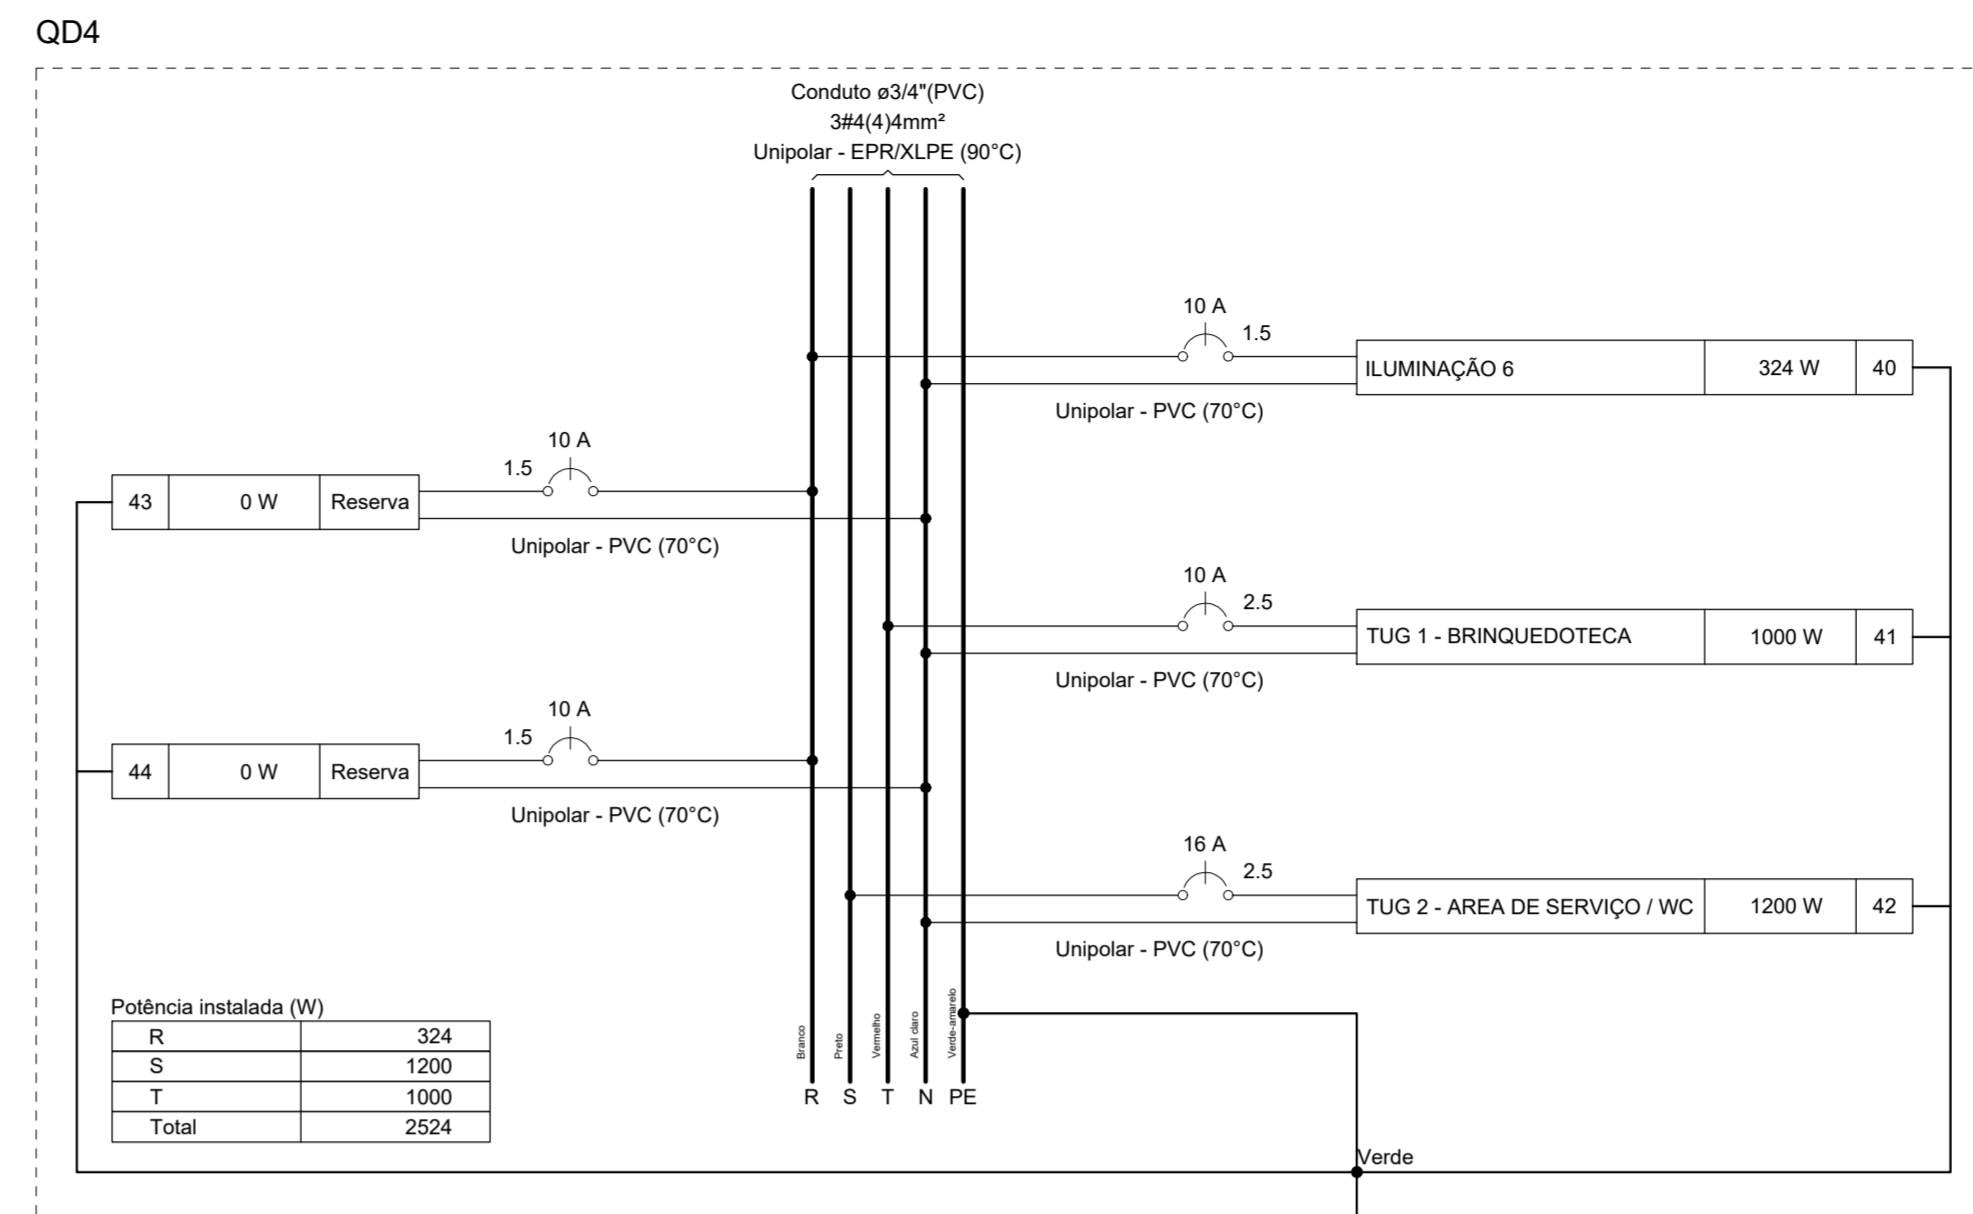 QD4
Conduto ø3/4"(PVC)
3#4(4)4mm²
Unipolar - EPR/XLPE (90°C)
10 A
1.5
ILUMINAÇÃO 6 324 W 40
Unipolar - PVC (70°C)
10 A
1.5
43 0 W Reserva
Unipolar - PVC (70°C)
10 A
2.5
TUG 1 - BRINQUEDOTECA 1000 W 41
Unipolar - PVC (70°C)
10 A
1.5
44 0 W Reserva
Unipolar - PVC (70°C)
16 A
2.5
TUG 2 - AREA DE SERVIÇO / WC 1200 W 42
Unipolar - PVC (70°C)
Potência instalada (W)
R 324
S 1200
T 1000
Total 2524
Branco
Preto
Vermelho
Azul claro
Verde-amarelo
R S T N PE
Verde